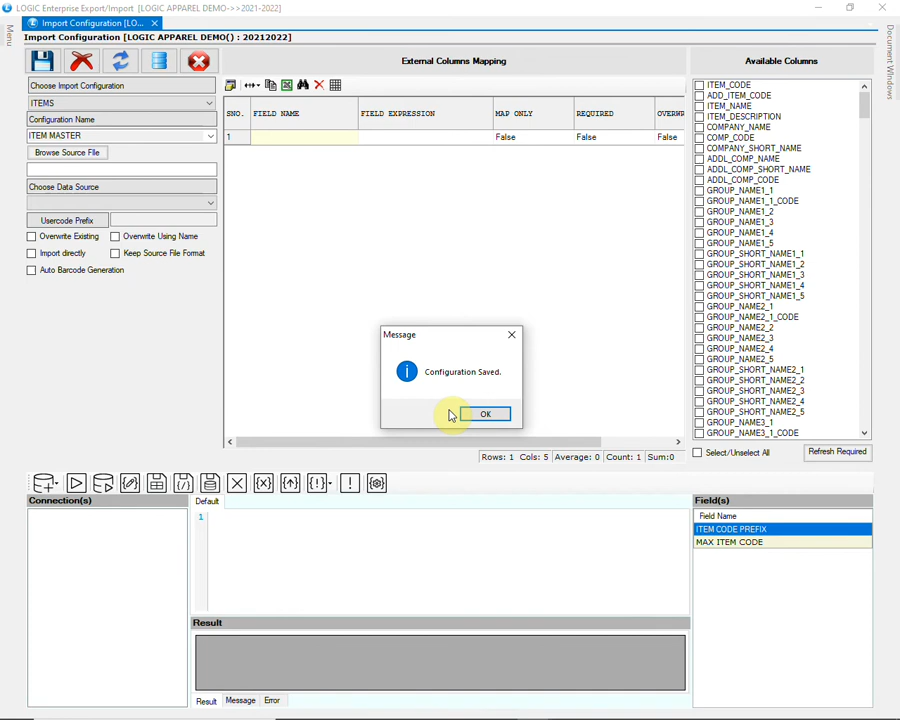 LOGIC Enterprise Export/Import [LOGIC APPAREL DEMO->>2021-2022]
Menu
Import Configuration [LO...
Document Windows
Import Configuration [LOGIC APPAREL DEMO() : 20212022]
External Columns Mapping
Available Columns
Choose Import Configuration
ITEMS
Configuration Name
ITEM MASTER
Browse Source File
Choose Data Source
Usercode Prefix
Overwrite Existing
Overwrite Using Name
Import directly
Keep Source File Format
Auto Barcode Generation
SNO. FIELD NAME FIELD EXPRESSION MAP ONLY REQUIRED OVERWR
1 False False False
ITEM_CODE
ADD_ITEM_CODE
ITEM_NAME
ITEM_DESCRIPTION
COMPANY_NAME
COMP_CODE
COMPANY_SHORT_NAME
ADDL_COMP_NAME
ADDL_COMP_SHORT_NAME
ADDL_COMP_CODE
GROUP_NAME1_1
GROUP_NAME1_1_CODE
GROUP_NAME1_2
GROUP_NAME1_3
GROUP_NAME1_4
GROUP_NAME1_5
GROUP_SHORT_NAME1_1
GROUP_SHORT_NAME1_2
GROUP_SHORT_NAME1_3
GROUP_SHORT_NAME1_4
GROUP_SHORT_NAME1_5
GROUP_NAME2_1
GROUP_NAME2_1_CODE
GROUP_NAME2_2
GROUP_NAME2_3
GROUP_NAME2_4
GROUP_NAME2_5
GROUP_SHORT_NAME2_1
GROUP_SHORT_NAME2_2
GROUP_SHORT_NAME2_3
GROUP_SHORT_NAME2_4
GROUP_SHORT_NAME2_5
GROUP_NAME3_1
GROUP_NAME3_1_CODE
Message
Configuration Saved.
OK
Rows: 1 Cols: 5 Average: 0 Count: 1 Sum:0
Select/Unselect All
Refresh Required
Connection(s)
Default
1
Field(s)
Field Name
ITEM CODE PREFIX
MAX ITEM CODE
Result
Result Message Error